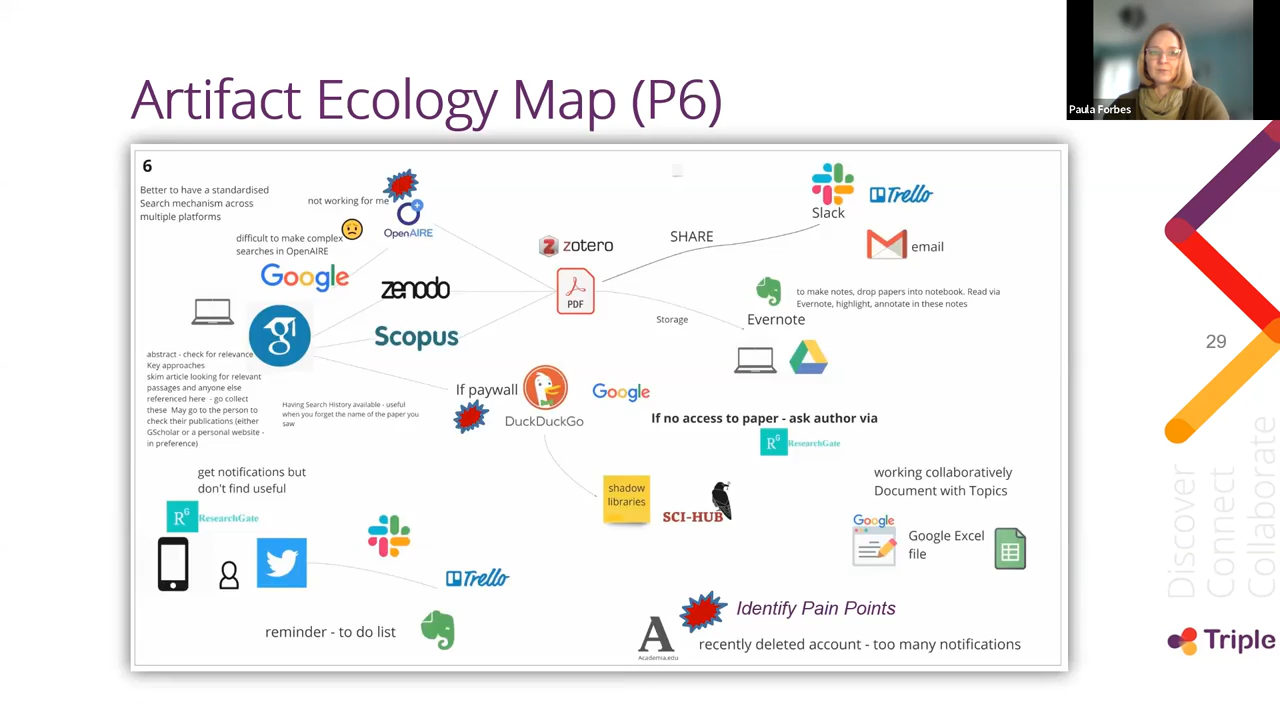 Artifact Ecology Map (P6)
Paula Forbes
6
Better to have a standardised
Search mechanism across
multiple platforms
not working for me
OpenAIRE
difficult to make complex
searches in OpenAIRE
Google
zenodo
Scopus
zotero
PDF
SHARE
Slack
Trello
email
Storage
Evernote
to make notes, drop papers into notebook. Read via
Evernote, highlight, annotate in these notes
abstract - check for relevance
Key approaches
skim article looking for relevant
passages and anyone else
referenced here - go collect
these May go to the person to
check their publications (either
GScholar or a personal website -
in preference)
Having Search History available - useful
when you forget the name of the paper you
saw
If paywall
DuckDuckGo
Google
If no access to paper - ask author via
RG ResearchGate
shadow
libraries
SCI-HUB
get notifications but
don't find useful
RG ResearchGate
Trello
reminder - to do list
working collaboratively
Document with Topics
Google
Google Excel
file
Identify Pain Points
A
Academia.edu
recently deleted account - too many notifications
29
Discover
Connect
Collaborate
Triple